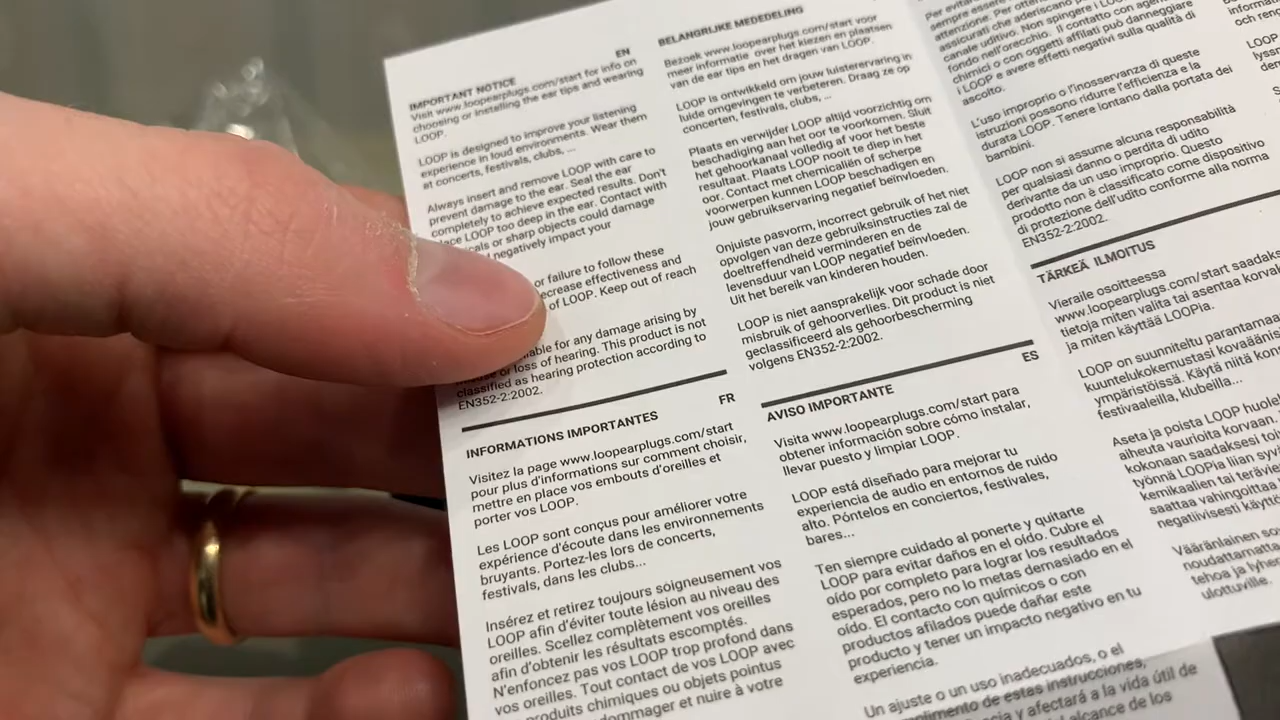 EN
IMPORTANT NOTICE
Visit www.loopearplugs.com/start for info on
choosing or installing the ear tips and wearing
LOOP.
LOOP is designed to improve your listening
experience in loud environments. Wear them
at concerts, festivals, clubs, ...
Always insert and remove LOOP with care to
prevent damage to the ear. Seal the ear
completely to achieve expected results. Don't
LOOP too deep in the ear. Contact with
or sharp objects could damage
negatively impact your
or failure to follow these
effectiveness and
of LOOP. Keep out of reach
for any damage arising by
or loss of hearing. This product is not
classified as hearing protection according to
EN352-2:2002.
FR
INFORMATIONS IMPORTANTES
Visitez la page www.loopearplugs.com/start
pour plus d'informations sur comment choisir,
mettre en place vos embouts d'oreilles et
porter vos LOOP.
Les LOOP sont conçus pour améliorer votre
expérience d'écoute dans les environnements
bruyants. Portez-les lors de concerts,
festivals, dans les clubs...
Insérez et retirez toujours soigneusement vos
LOOP afin d'éviter toute lésion au niveau des
oreilles. Scellez complètement vos oreilles
afin d'obtenir les résultats escomptés.
N'enfoncez pas vos LOOP trop profond dans
vos oreilles. Tout contact de vos LOOP avec
produits chimiques ou objets pointus
et nuire à votre
BELANGRIJKE MEDEDELING
Bezoek www.loopearplugs.com/start voor
meer informatie over het kiezen en plaatsen
van de ear tips en het dragen van LOOP.
LOOP is ontwikkeld om jouw luisterervaring in
luide omgevingen te verbeteren. Draag ze op
concerten, festivals, clubs, ...
Plaats en verwijder LOOP altijd voorzichtig om
beschadiging aan het oor te voorkomen. Sluit
het gehoorkanaal volledig af voor het beste
resultaat. Plaats LOOP nooit te diep in het
oor. Contact met chemicaliën of scherpe
voorwerpen kunnen LOOP beschadigen en
jouw gebruikservaring negatief beïnvloeden.
Onjuiste pasvorm, incorrect gebruik of het niet
opvolgen van deze gebruiksinstructies zal de
doeltreffendheid verminderen en de
levensduur van LOOP negatief beïnvloeden.
Uit het bereik van kinderen houden.
LOOP is niet aansprakelijk voor schade door
misbruik of gehoorverlies. Dit product is niet
geclassificeerd als gehoorbescherming
volgens EN352-2:2002.
ES
AVISO IMPORTANTE
Visita www.loopearplugs.com/start para
obtener información sobre cómo instalar,
llevar puesto y limpiar LOOP.
LOOP está diseñado para mejorar tu
experiencia de audio en entornos de ruido
alto. Póntelos en conciertos, festivales,
bares...
Ten siempre cuidado al ponerte y quitarte
LOOP para evitar daños en el oído. Cubre el
oído por completo para lograr los resultados
esperados, pero no lo metas demasiado en el
oído. El contacto con químicos o con
productos afilados puede dañar este
producto y tener un impacto negativo en tu
experiencia.
Un ajuste o un uso inadecuados, o el
de estas instrucciones,
y afectará a la vida útil de
alcance de los
Per evitare
sempre essere
attenzione. Per ottenere
assicurati che aderiscano
canale uditivo. Non spingere i LOOP
fondo nell'orecchio. Il contatto con agenti
chimici o con oggetti affilati può danneggiare
i LOOP e avere effetti negativi sulla qualità di
ascolto.
L'uso improprio o l'inosservanza di queste
istruzioni possono ridurre l'efficienza e la
durata LOOP. Tenere lontano dalla portata dei
bambini.
LOOP non si assume alcuna responsabilità
per qualsiasi danno o perdita di udito
derivante da un uso improprio. Questo
prodotto non è classificato come dispositivo
di protezione dell'udito conforme alla norma
EN352-2:2002.
TÄRKEÄ ILMOITUS
Vieraile osoitteessa
www.loopearplugs.com/start saadaks
tietoja miten valita tai asentaa
ja miten käyttää LOOPia.
LOOP on suunniteltu
kuuntelukokemustasi
ympäristöissä. Käytä niitä
festivaaleilla, klubeilla...
Aseta ja poista LOOP
aiheuta vaurioita korvaan.
kokonaan saadaksesi
työnnä LOOPia liian
kemikaalien tai
saattaa vahingoittaa
negatiivisesti
Vääränlainen
noudattamatta
tehoa ja
ulottuville.
LOOP